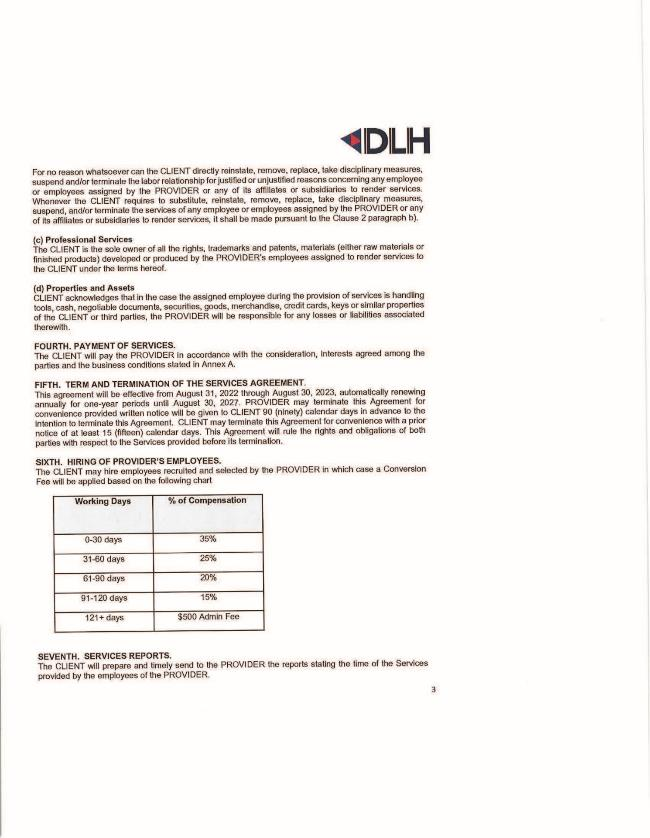 DLH
For no reason whatsoever can the CLIENT directly reinstate, remove, replace, take disciplinary measures,
suspend and/or terminate the labor relationship for justified or unjustified reasons concerning any employee
or employees assigned by the PROVIDER or any of its affiliates or subsidiaries to render services.
Whenever the CLIENT requires to substitute, reinstate, remove, replace, take disciplinary measures,
suspend, and/or terminate the services of any employee or employees assigned by the PROVIDER or any
of its affiliates or subsidiaries to render services, it shall be made pursuant to the Clause 2 paragraph b).
(c) Professional Services
The CLIENT is the sole owner of all the rights, trademarks and patents, materials (either raw materials or
finished products) developed or produced by the PROVIDER's employees assigned to render services to
the CLIENT under the terms hereof.
(d) Properties and Assets
CLIENT acknowledges that in the case the assigned employee during the provision of services is handling
tools, cash, negotiable documents, securities, goods, merchandise, credit cards, keys or similar properties
of the CLIENT or third parties, the PROVIDER will be responsible for any losses or liabilities associated
therewith.
FOURTH. PAYMENT OF SERVICES.
The CLIENT will pay the PROVIDER in accordance with the consideration, interests agreed among the
parties and the business conditions stated in Annex A.
FIFTH. TERM AND TERMINATION OF THE SERVICES AGREEMENT.
This agreement will be effective from August 31, 2022 through August 30, 2023, automatically renewing
annually for one-year periods until August 30, 2027. PROVIDER may terminate this Agreement for
convenience provided written notice will be given to CLIENT 90 (ninety) calendar days in advance to the
intention to terminate this Agreement. CLIENT may terminate this Agreement for convenience with a prior
notice of at least 15 (fifteen) calendar days. This Agreement will rule the rights and obligations of both
parties with respect to the Services provided before its termination.
SIXTH. HIRING OF PROVIDER'S EMPLOYEES.
The CLIENT may hire employees recruited and selected by the PROVIDER in which case a Conversion
Fee will be applied based on the following chart
Working Days % of Compensation
0-30 days 35%
31-60 days 25%
61-90 days 20%
91-120 days 15%
121+ days $500 Admin Fee
SEVENTH. SERVICES REPORTS.
The CLIENT will prepare and timely send to the PROVIDER the reports stating the time of the Services
provided by the employees of the PROVIDER.
3